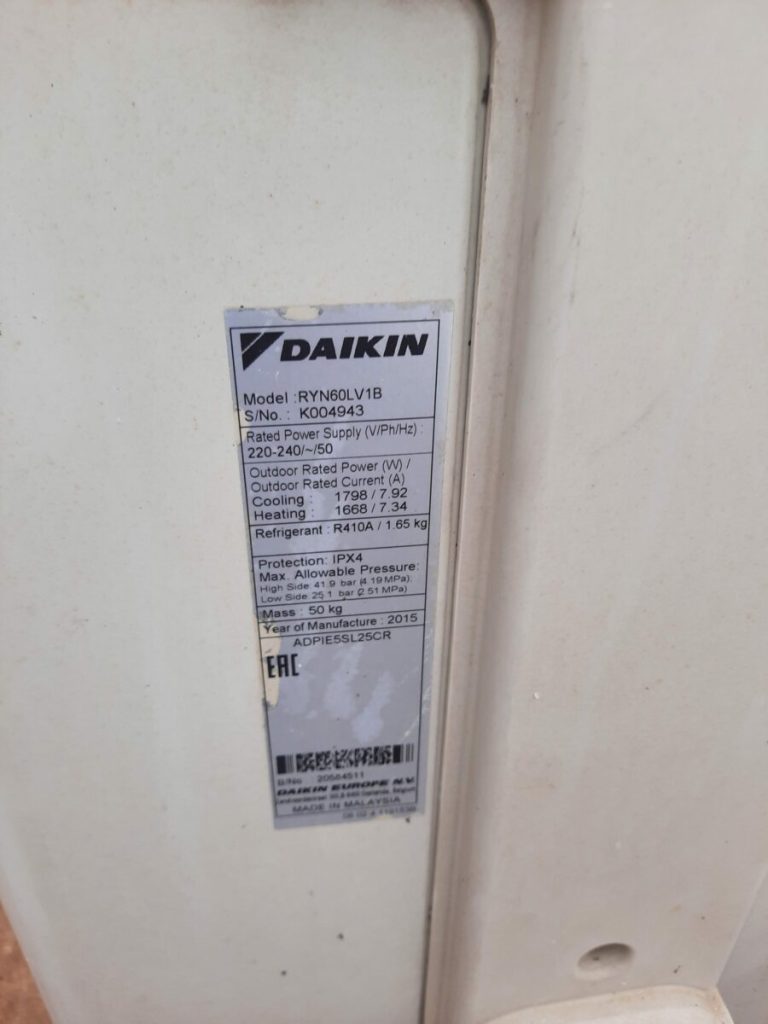 DAIKIN
Model : RYN60LV1B
S/No. : K004943
Rated Power Supply (V/Ph/Hz) :
220-240/~/50
Outdoor Rated Power (W) /
Outdoor Rated Current (A)
Cooling : 1798 / 7.92
Heating : 1668 / 7.34
Refrigerant : R410A / 1.65 kg
Protection: IPX4
Max. Allowable Pressure:
High Side: 41.9 bar (4.19 MPa);
Low Side: 25.1 bar (2.51 MPa)
Mass : 50 kg
Year of Manufacture : 2015
ADPIE5SL25CR
EAC
20584511
DAIKIN EUROPE N.V.
MADE IN MALAYSIA